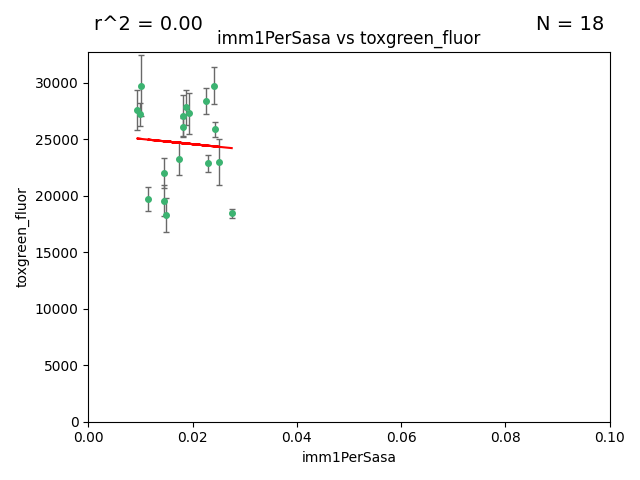 r^2 = 0.00
N = 18
imm1PerSasa vs toxgreen_fluor
30000
25000
20000
15000
10000
5000
0
toxgreen_fluor
0.00 0.02 0.04 0.06 0.08 0.10
imm1PerSasa